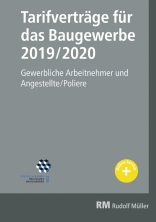 Tarifverträge für
das Baugewerbe
2019/2020
Gewerbliche Arbeitnehmer und
Angestellte/Poliere
RM Rudolf Müller